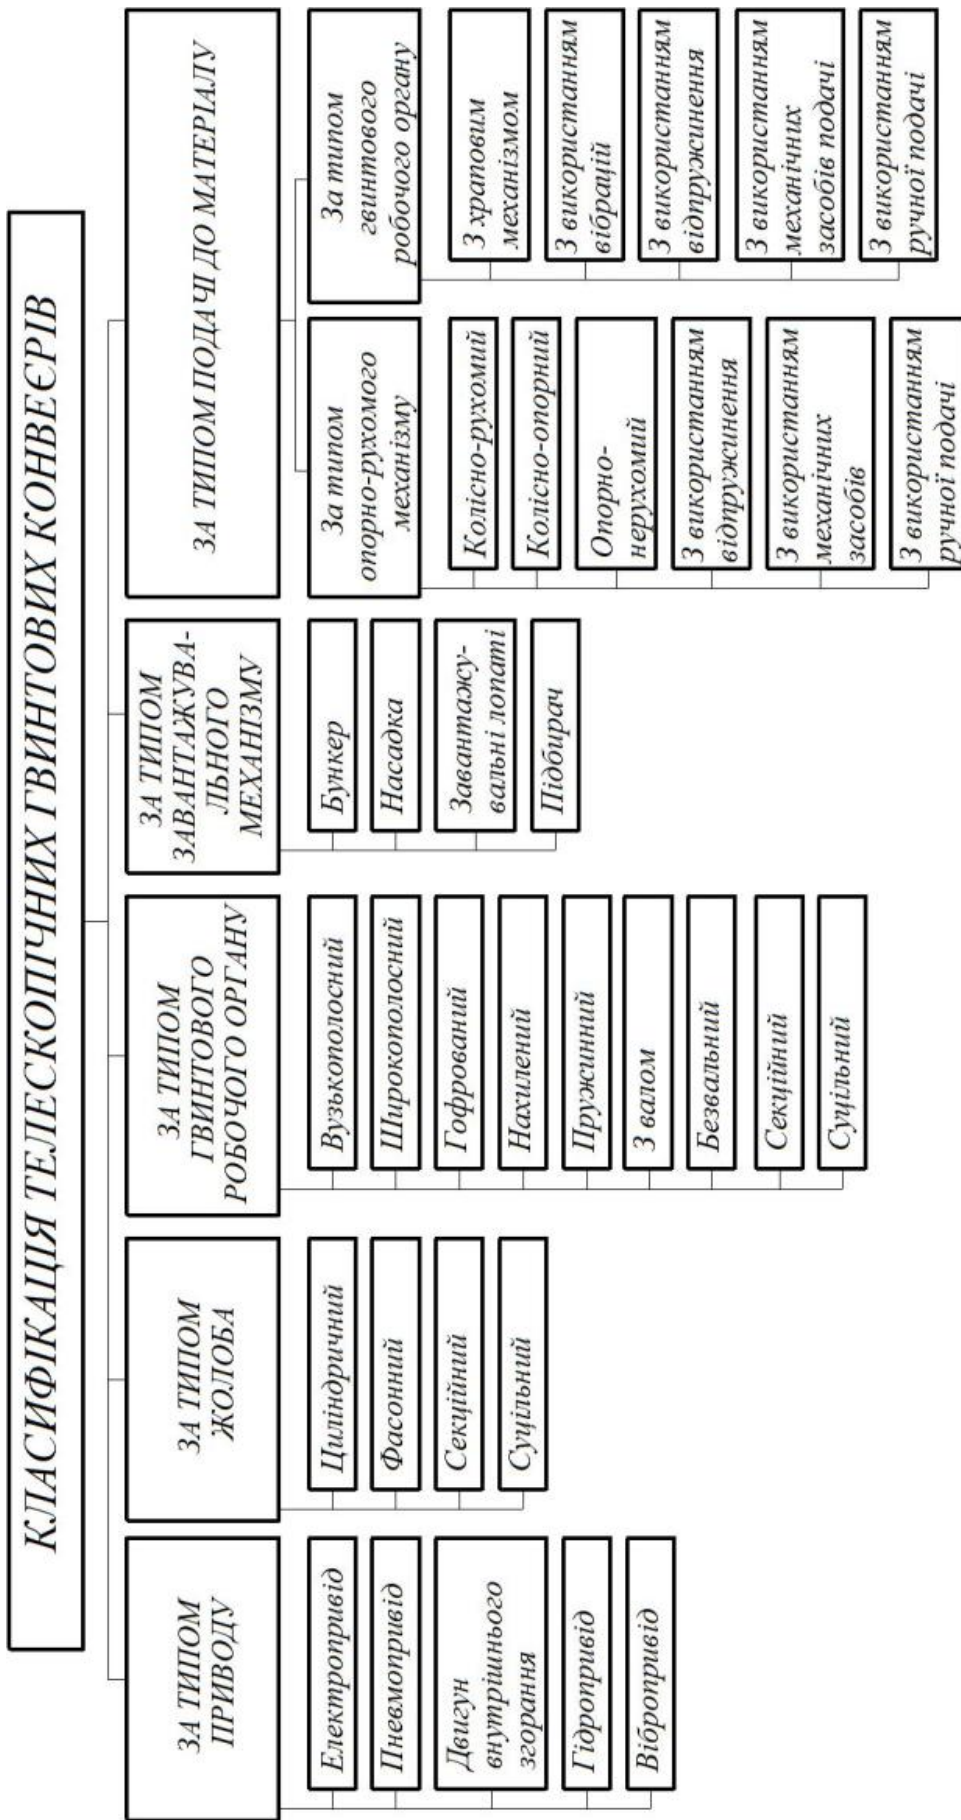 КЛАСИФІКАЦІЯ ТЕЛЕСКОПІЧНИХ ГВИНТОВИХ КОНВЕЄРІВ
ЗА ТИПОМ
ПРИВОДУ
Електропривід
Пневмопривід
Двигун
внутрішнього
згорання
Гідропривід
Вібропривід
ЗА ТИПОМ
ЖОЛОБА
Циліндричний
Фасонний
Секційний
Суцільний
ЗА ТИПОМ
ГВИНТОВОГО
РОБОЧОГО ОРГАНУ
Вузькополосний
Широкополосний
Гофрований
Нахилений
Пружинний
З валом
Безвальний
Секційний
Суцільний
ЗА ТИПОМ
ЗАВАНТАЖУВА-
ЛЬНОГО
МЕХАНІЗМУ
Бункер
Насадка
Завантажу-
вальні лопаті
Підбирач
ЗА ТИПОМ ПОДАЧІ ДО МАТЕРІАЛУ
За типом
опорно-рухомого
механізму
Колісно-рухомий
Колісно-опорний
Опорно-
нерухомий
З використанням
відпружинення
З використанням
механічних
засобів
З використанням
ручної подачі
За типом
гвинтового
робочого органу
З храповим
механізмом
З використанням
вібрацій
З використанням
відпружинення
З використанням
механічних
засобів подачі
З використанням
ручної подачі